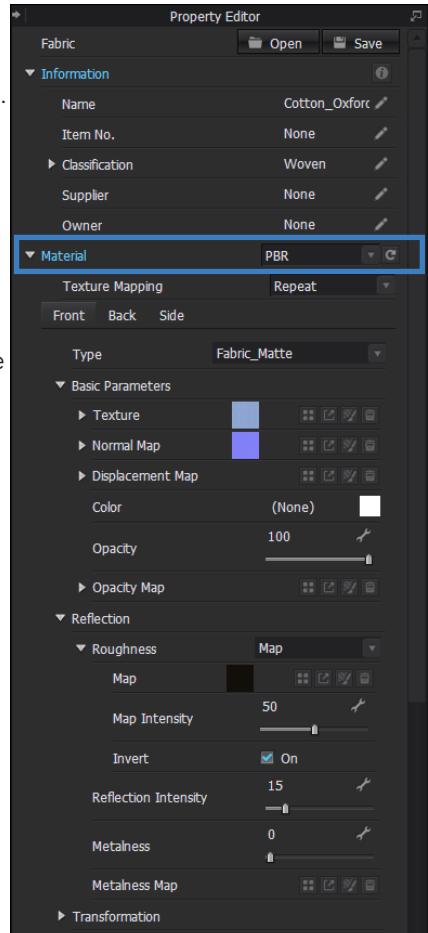 Property Editor
Fabric Open Save
Information
Name Cotton_Oxford
Item No. None
Classification Woven
Supplier None
Owner None
Material PBR
Texture Mapping Repeat
Front Back Side
Type Fabric_Matte
Basic Parameters
Texture
Normal Map
Displacement Map
Color (None)
Opacity 100
Opacity Map
Reflection
Roughness Map
Map
Map Intensity 50
Invert On
Reflection Intensity 15
Metalness 0
Metalness Map
Transformation